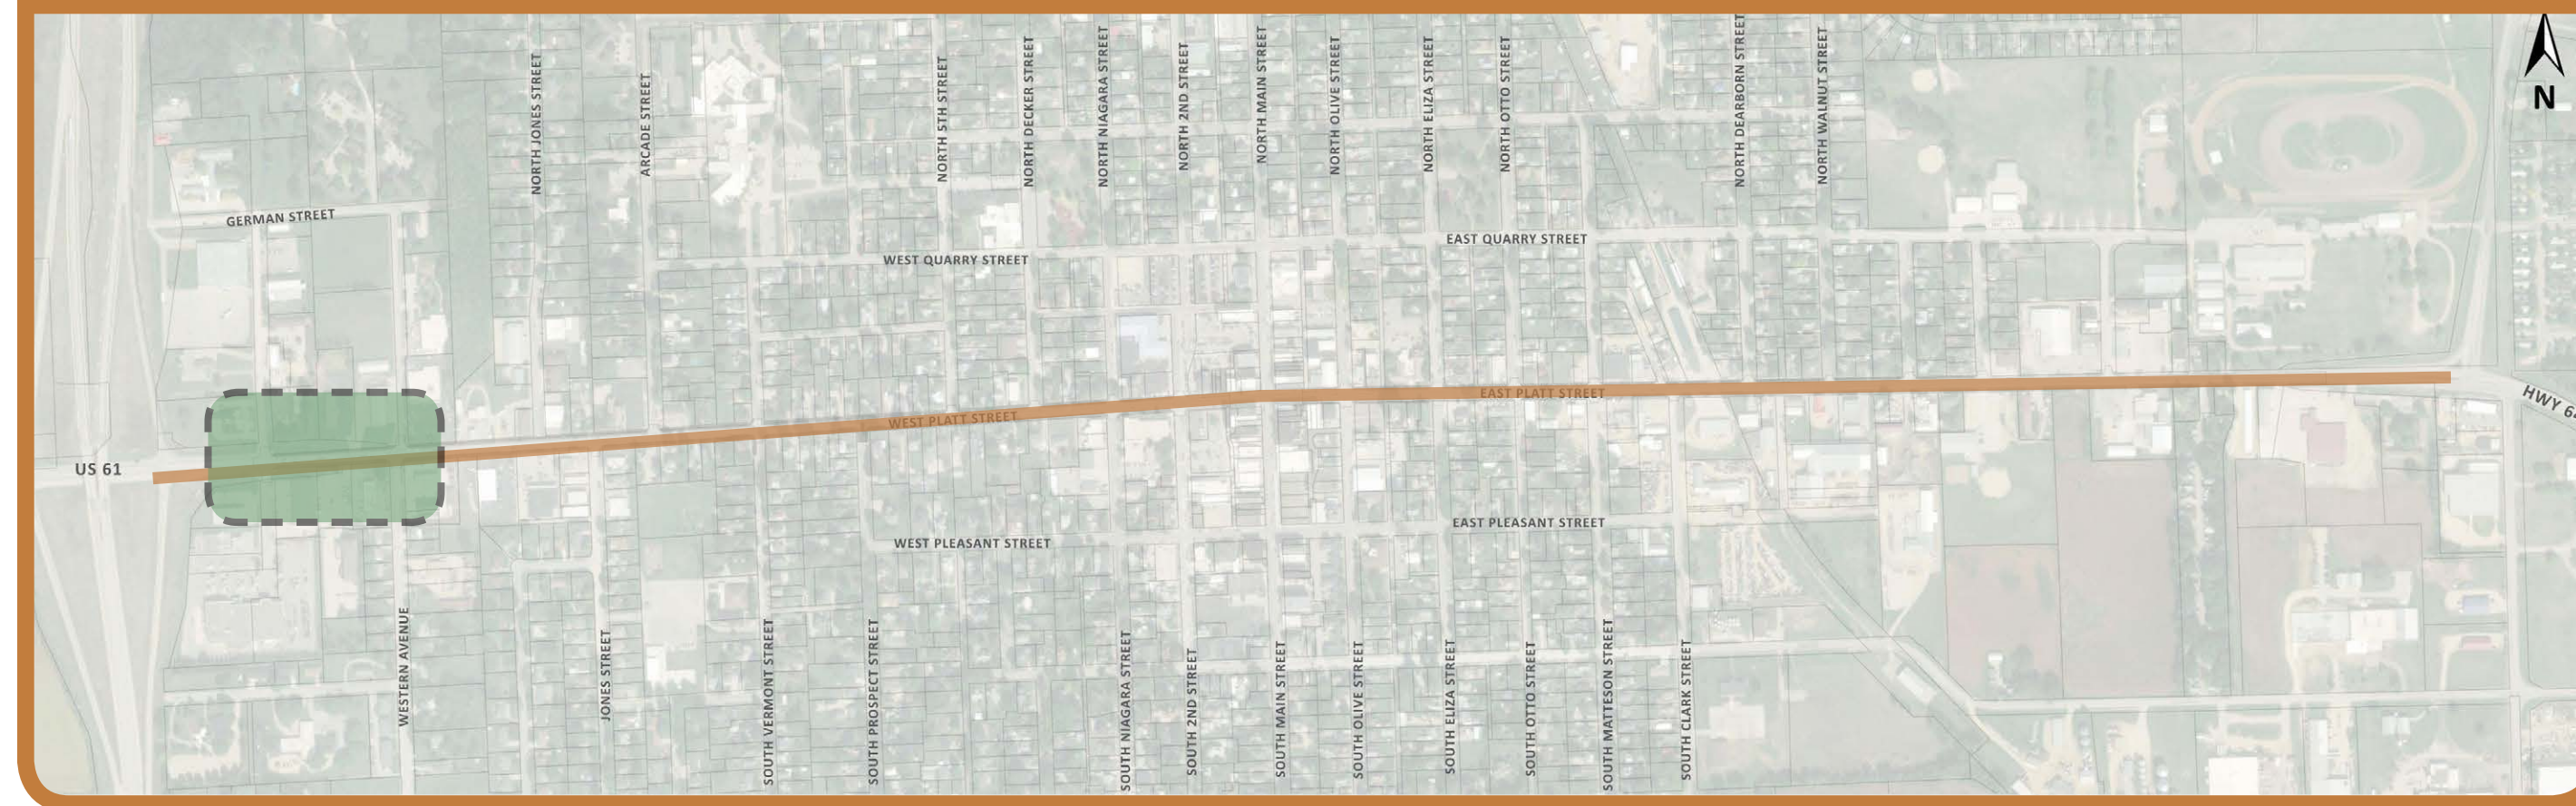 NORTH JONES STREET
ARCADE STREET
NORTH 5TH STREET
NORTH DECKER STREET
NORTH NIAGARA STREET
NORTH 2ND STREET
NORTH MAIN STREET
NORTH OLIVE STREET
NORTH ELIZA STREET
NORTH OTTO STREET
NORTH DEARBORN STREET
NORTH WALNUT STREET
N
GERMAN STREET
WEST QUARRY STREET
EAST QUARRY STREET
WEST PLATT STREET
EAST PLATT STREET
HWY 6
US 61
WEST PLEASANT STREET
EAST PLEASANT STREET
WESTERN AVENUE
JONES STREET
SOUTH VERMONT STREET
SOUTH PROSPECT STREET
SOUTH NIAGARA STREET
SOUTH 2ND STREET
SOUTH MAIN STREET
SOUTH OLIVE STREET
SOUTH ELIZA STREET
SOUTH OTTO STREET
SOUTH MATTESON STREET
SOUTH CLARK STREET